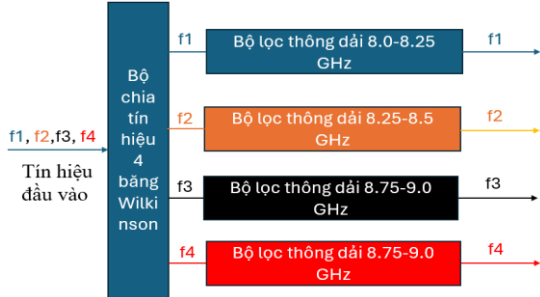 f1
Bộ lọc thông dải 8.0-8.25
GHz
f1
Bộ
chia
tín
hiệu
4
băng
Wilki
nson
f2
Bộ lọc thông dải 8.25-8.5
GHz
f2
f1, f2,f3, f4
Tín hiệu
đầu vào
f3
Bộ lọc thông dải 8.75-9.0
GHz
f3
f4
Bộ lọc thông dải 8.75-9.0
GHz
f4